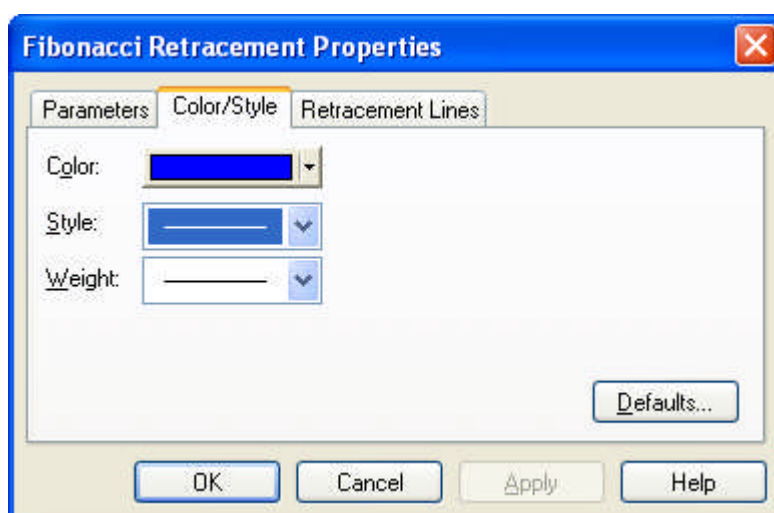 Fibonacci Retracement Properties
Parameters Color/Style Retracement Lines
Color:
Style:
Weight:
Defaults...
OK Cancel Apply Help